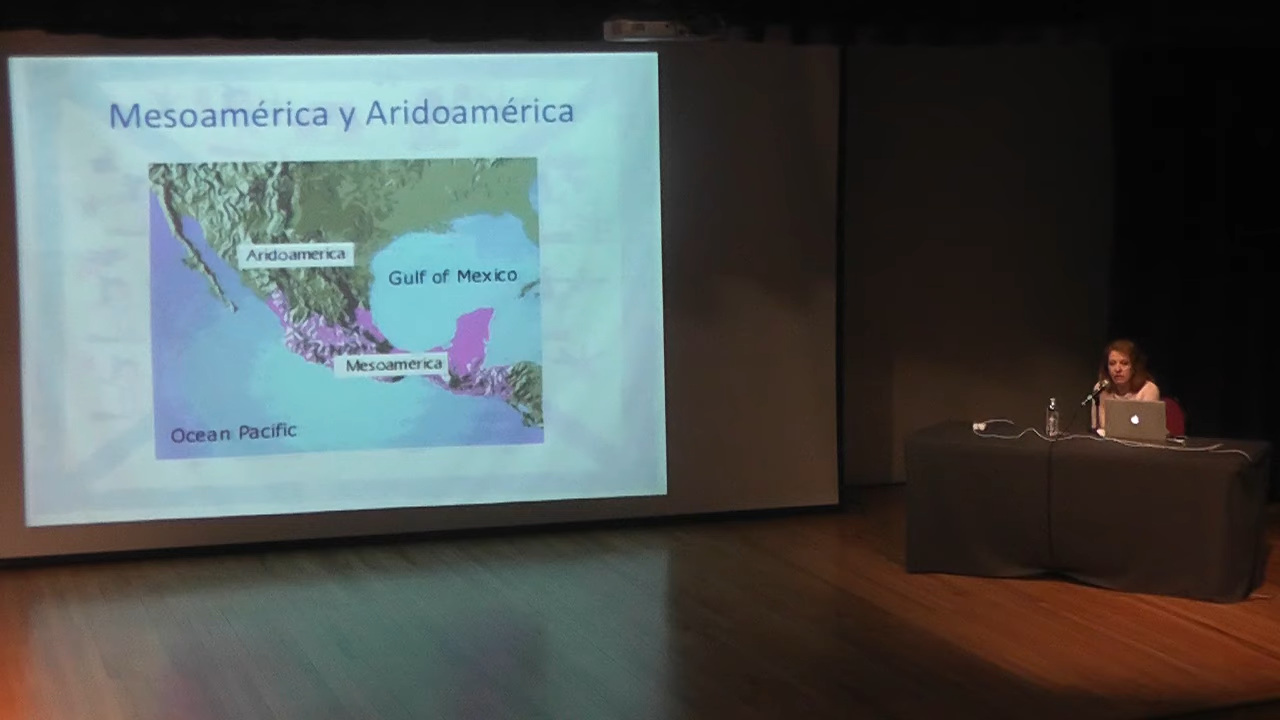 Mesoamérica y Aridoamérica
Aridoamerica
Gulf of Mexico
Mesoamerica
Ocean Pacific